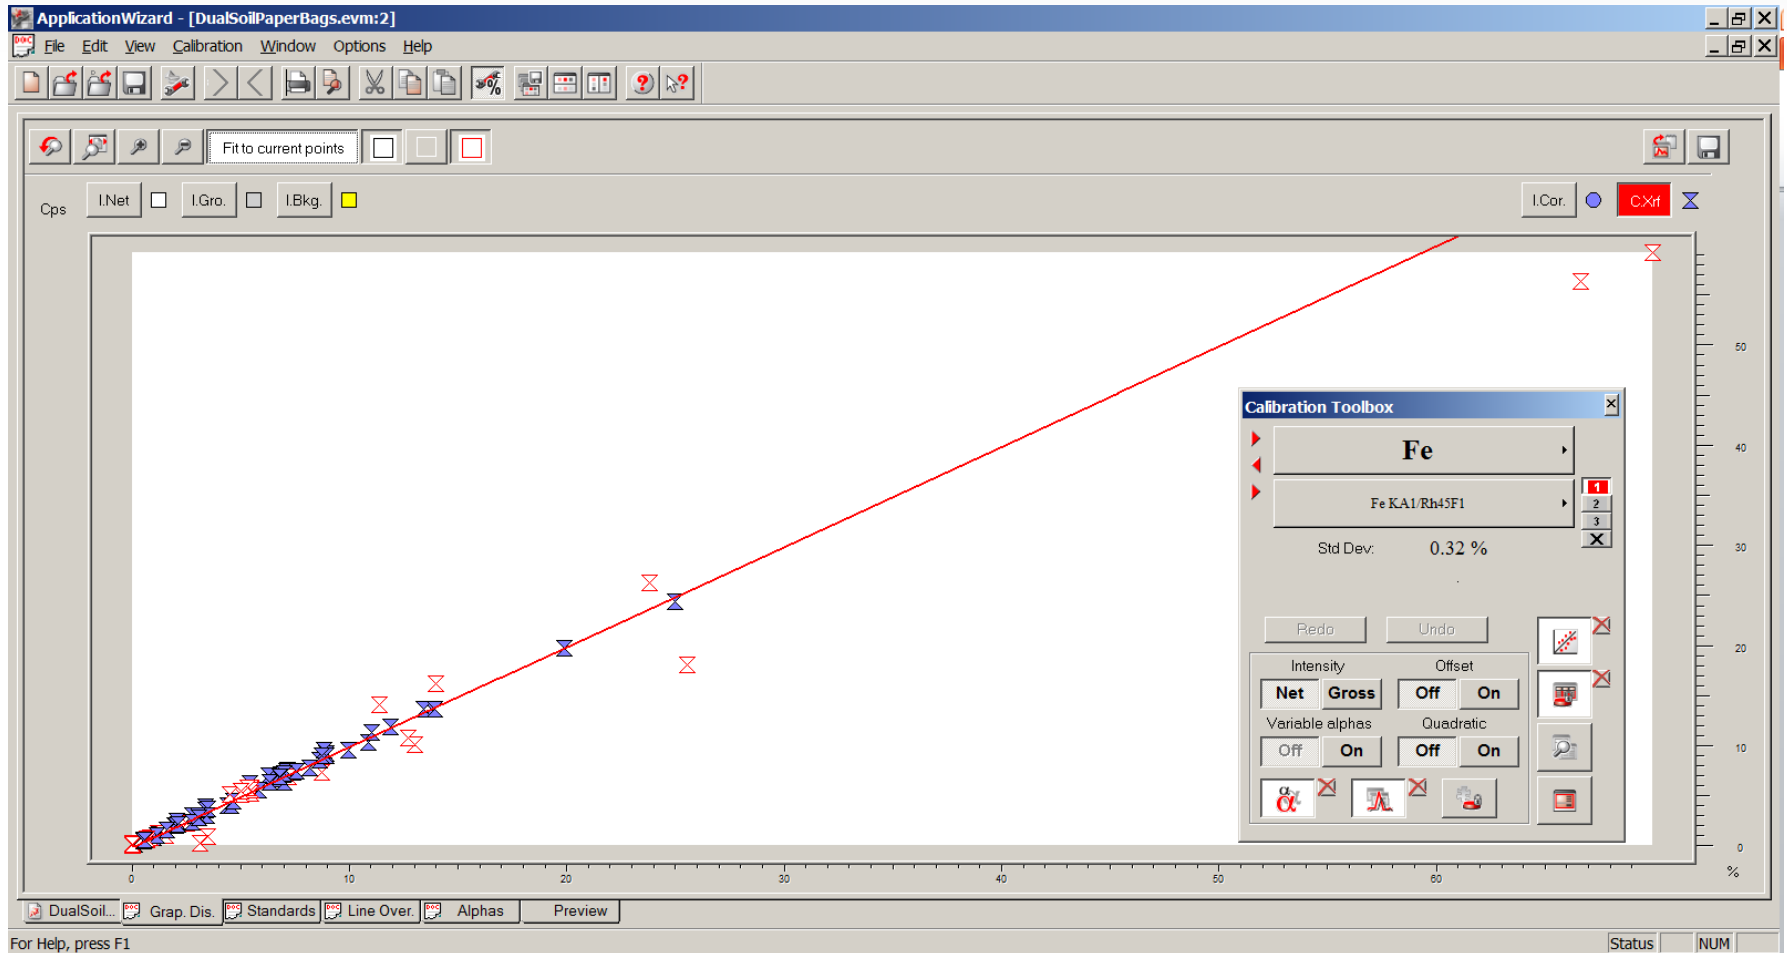 ApplicationWizard - [DualSoilPaperBags.evm:2]
File Edit View Calibration Window Options Help
Fit to current points
Cps I.Net I.Gro. I.Bkg. I.Cor. C.Xrf
50
40
30
20
10
0
%
0 10 20 30 40 50 60
Calibration Toolbox
Fe
Fe KA1/Rh45F1
1
2
3
X
Std Dev: 0.32 %
Redo Undo
Intensity Offset
Net Gross Off On
Variable alphas Quadratic
Off On Off On
DualSoil... Grap. Dis. Standards Line Over. Alphas Preview
For Help, press F1 Status NUM